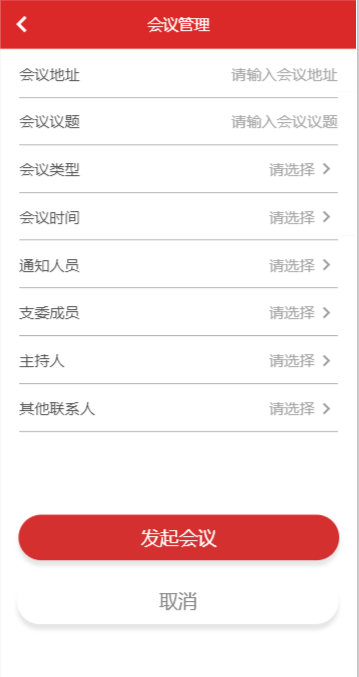 会议管理
会议地址 请输入会议地址
会议议题 请输入会议议题
会议类型 请选择
会议时间 请选择
通知人员 请选择
支委成员 请选择
主持人 请选择
其他联系人 请选择
发起会议
取消